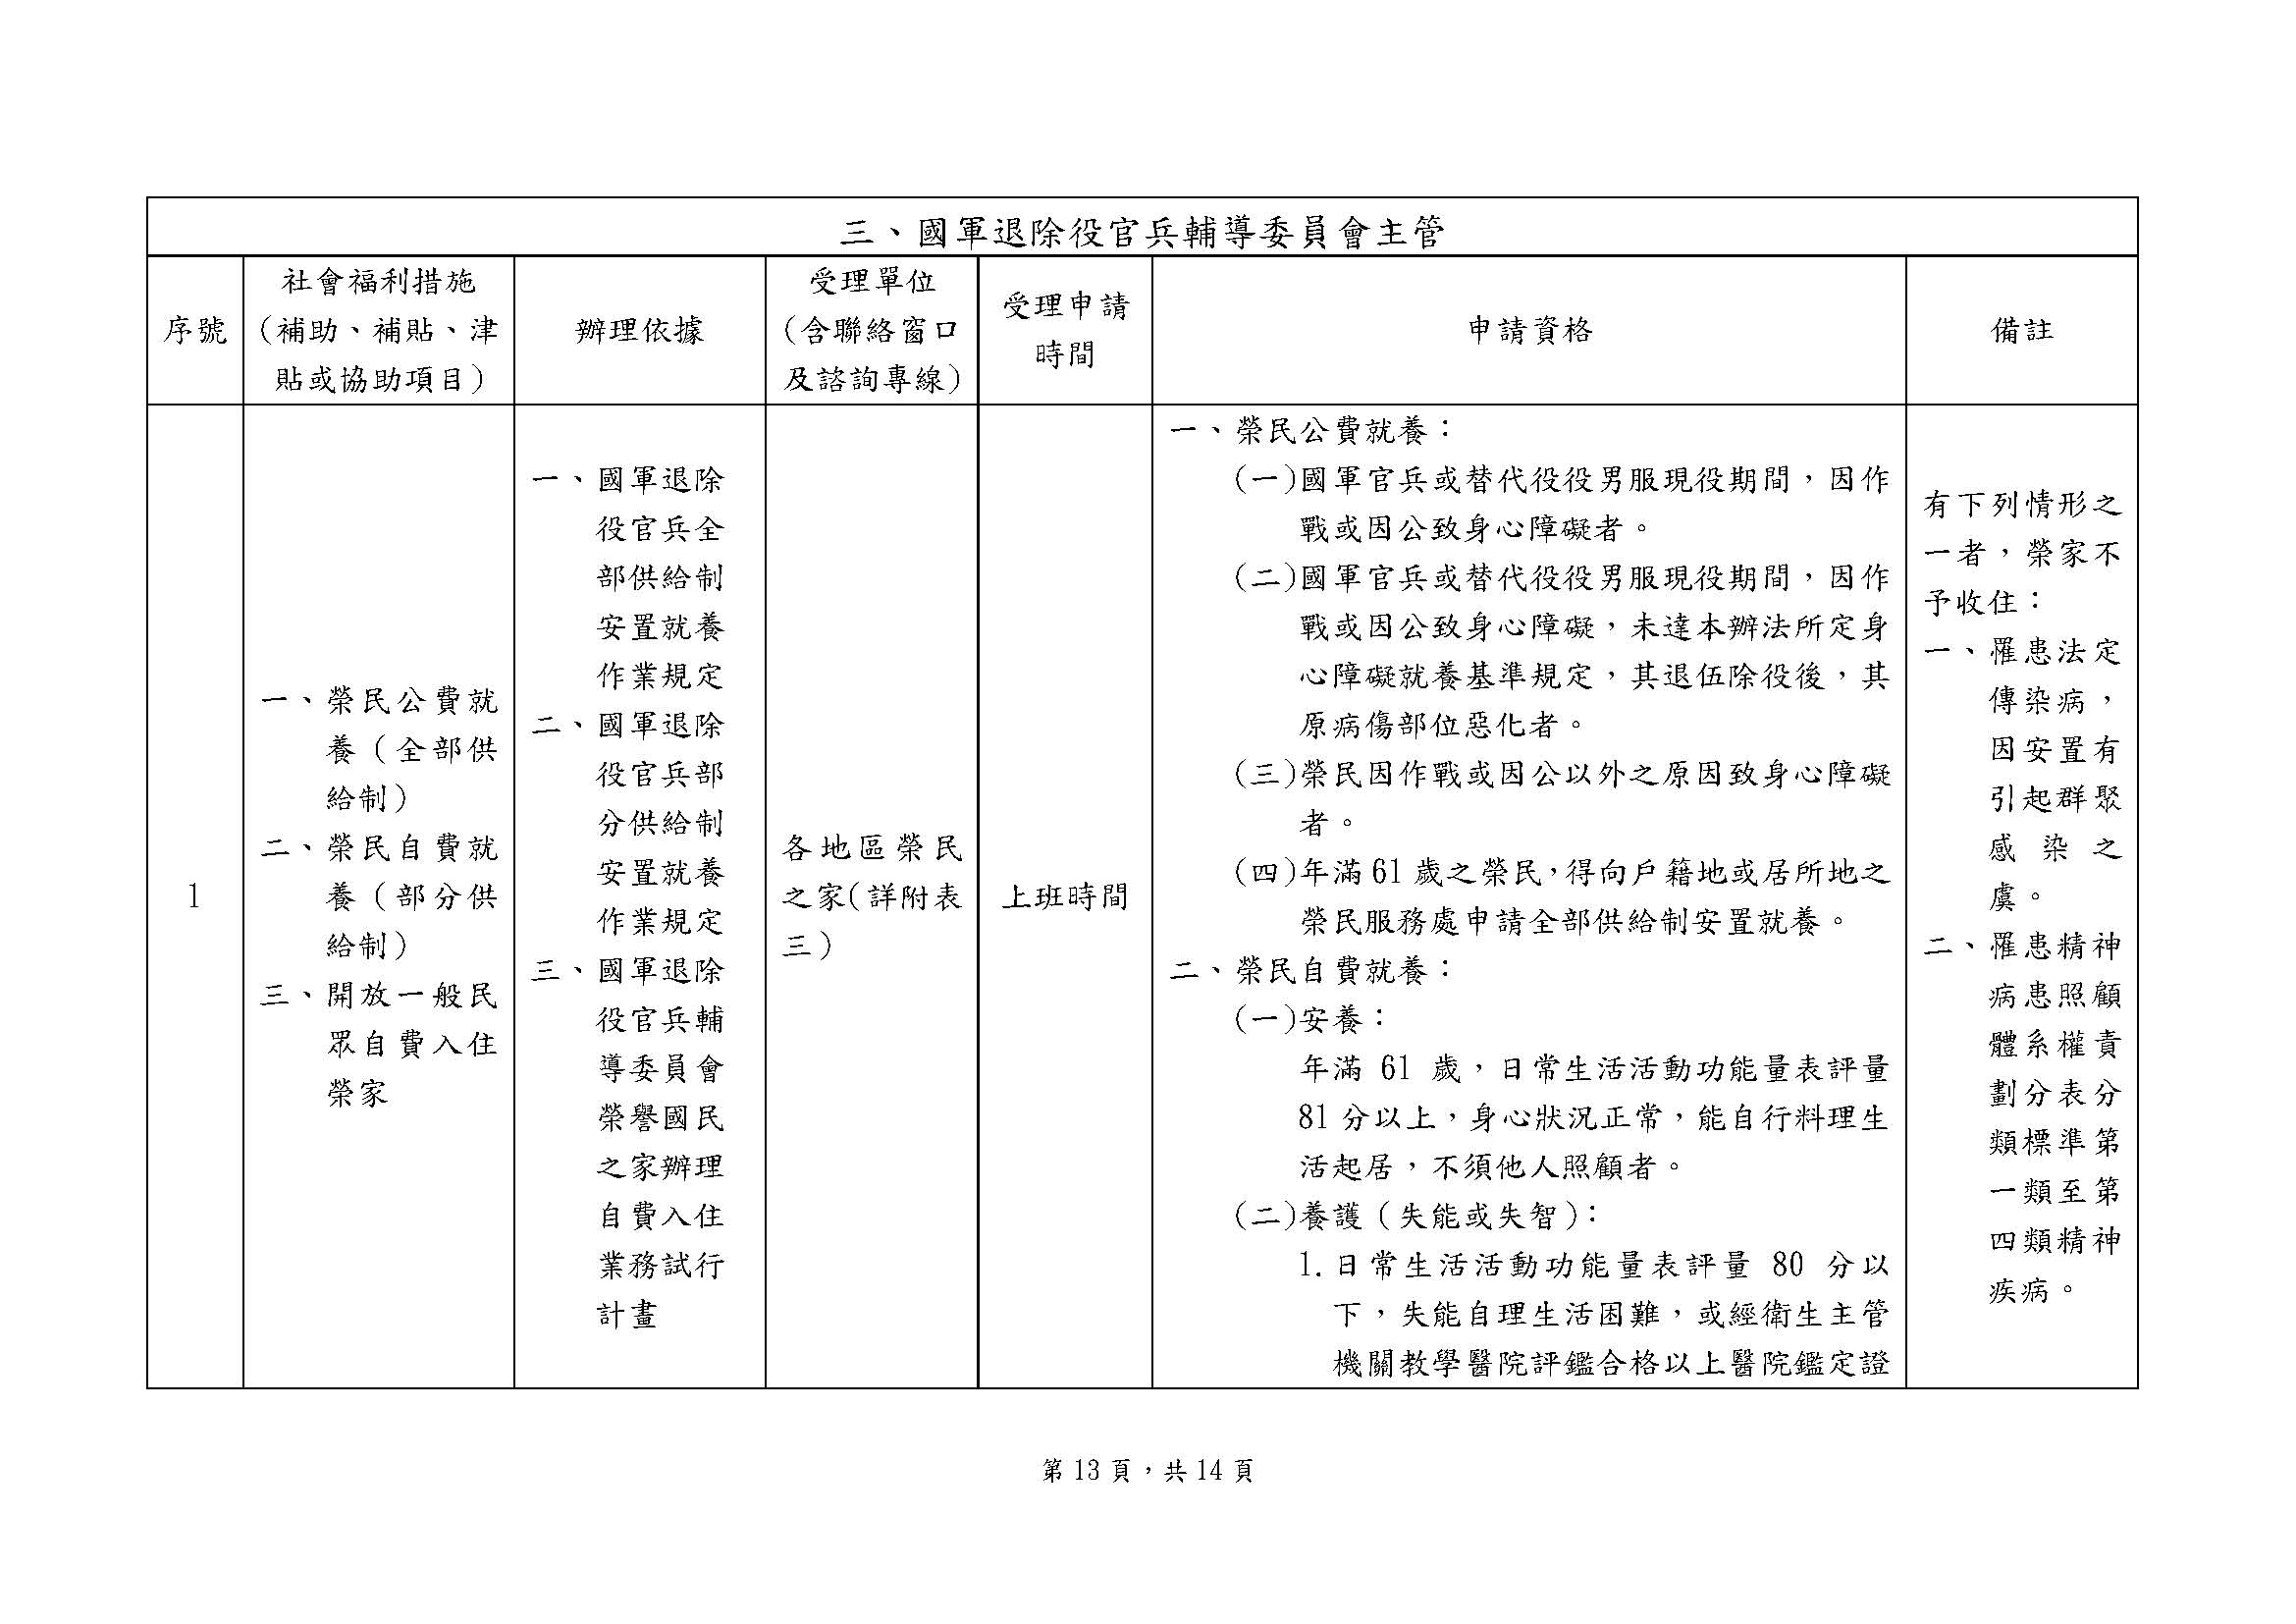 三、國軍退除役官兵輔導委員會主管
序號
社會福利措施
(補助、補貼、津
貼或協助項目)
辦理依據
受理單位
(含聯絡窗口
及諮詢專線)
受理申請
時間
申請資格
備註
1
一、榮民公費就
養(全部供
給制)
二、榮民自費就
養(部分供
給制)
三、開放一般民
眾自費入住
榮家
一、國軍退除
役官兵全
部供給制
安置就養
作業規定
二、國軍退除
役官兵部
分供給制
安置就養
作業規定
三、國軍退除
役官兵輔
導委員會
榮譽國民
之家辦理
自費入住
業務試行
計畫
各地區榮民
之家(詳附表
三)
上班時間
一、榮民公費就養：
(一)國軍官兵或替代役役男服現役期間，因作
戰或因公致身心障礙者。
(二)國軍官兵或替代役役男服現役期間，因作
戰或因公致身心障礙，未達本辦法所定身
心障礙就養基準規定，其退伍除役後，其
原病傷部位惡化者。
(三)榮民因作戰或因公以外之原因致身心障礙
者。
(四)年滿61歲之榮民，得向戶籍地或居所地之
榮民服務處申請全部供給制安置就養。
二、榮民自費就養：
(一)安養：
年滿 61 歲，日常生活活動功能量表評量
81分以上，身心狀況正常，能自行料理生
活起居，不須他人照顧者。
(二)養護(失能或失智)：
1.日常生活活動功能量表評量 80 分以
下，失能自理生活困難，或經衛生主管
機關教學醫院評鑑合格以上醫院鑑定證
有下列情形之
一者，榮家不
予收住：
一、罹患法定
傳染病，
因安置有
引起群聚
感染之
虞。
二、罹患精神
病患照顧
體系權責
劃分表分
類標準第
一類至第
四類精神
疾病。
第 13 頁，共 14 頁